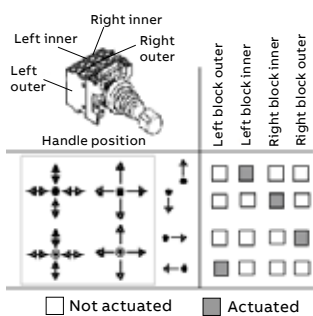 Right inner
Left inner
Right
outer
Left
outer
Handle position
Left block outer
Left block inner
Right block inner
Right block outer
Not actuated
Actuated